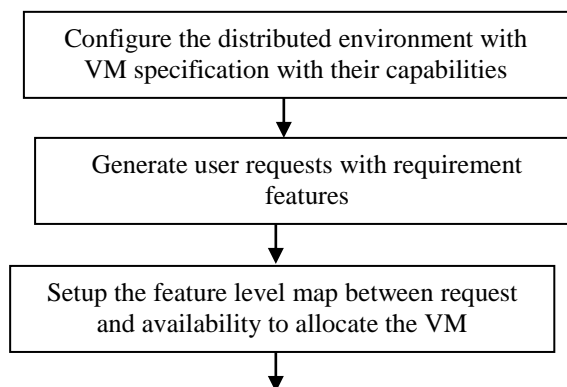 Configure the distributed environment with
VM specification with their capabilities
Generate user requests with requirement
features
Setup the feature level map between request
and availability to allocate the VM